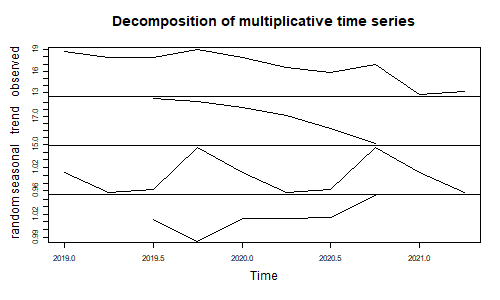 Decomposition of multiplicative time series
observed
19
16
13
trend
17.0
15.0
seasonal
1.02
0.96
random
1.02
0.99
2019.0 2019.5 2020.0 2020.5 2021.0
Time